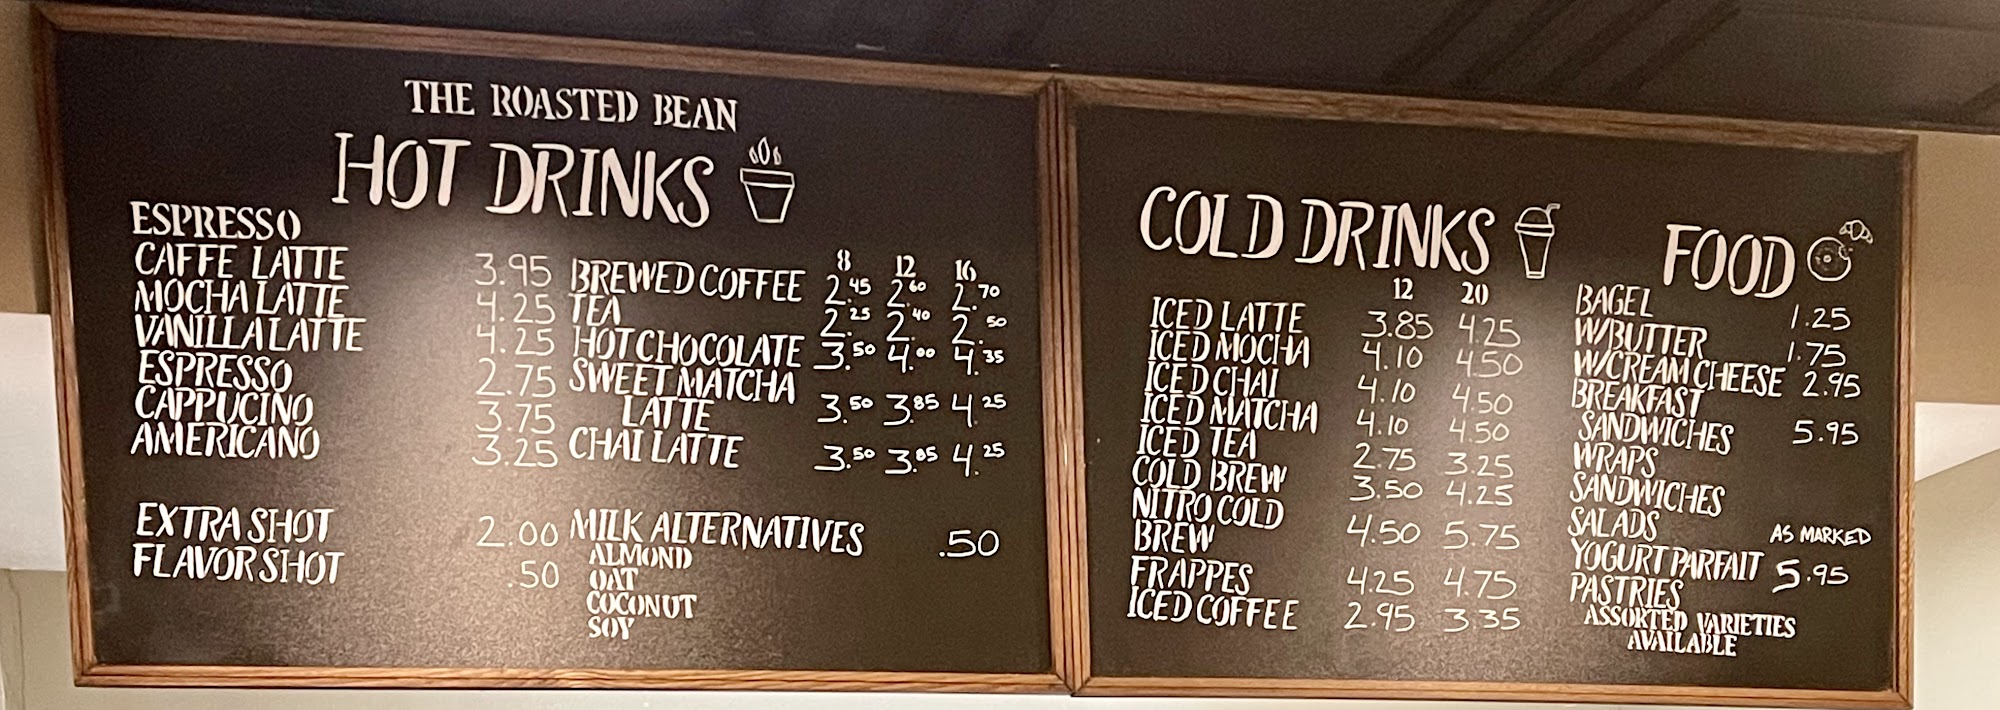 THE ROASTED BEAN
HOT DRINKS
ESPRESSO
CAFFE LATTE 3.95
MOCHA LATTE 4.25
VANILLA LATTE 4.25
ESPRESSO 2.75
CAPPUCINO 3.75
AMERICANO 3.25
EXTRA SHOT 2.00
FLAVOR SHOT .50
8 12 16
BREWED COFFEE 2.45 2.60 2.70
TEA 2.25 2.40 2.50
HOT CHOCOLATE 3.50 4.00 4.35
SWEET MATCHA
LATTE 3.50 3.85 4.25
CHAI LATTE 3.50 3.85 4.25
MILK ALTERNATIVES .50
ALMOND
OAT
COCONUT
SOY
COLD DRINKS
12 20
ICED LATTE 3.85 4.25
ICED MOCHA 4.10 4.50
ICED CHAI 4.10 4.50
ICED MATCHA 4.10 4.50
ICED TEA 2.75 3.25
COLD BREW 3.50 4.25
NITRO COLD
BREW 4.50 5.75
FRAPPES 4.25 4.75
ICED COFFEE 2.95 3.35
FOOD
BAGEL 1.25
W/BUTTER 1.75
W/CREAM CHEESE 2.95
BREAKFAST
SANDWICHES 5.95
WRAPS
SANDWICHES
SALADS AS MARKED
YOGURT PARFAIT 5.95
PASTRIES
ASSORTED VARIETIES
AVAILABLE